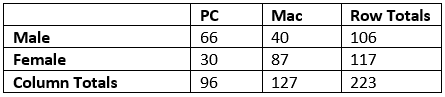 PC Mac Row Totals
Male 66 40 106
Female 30 87 117
Column Totals 96 127 223